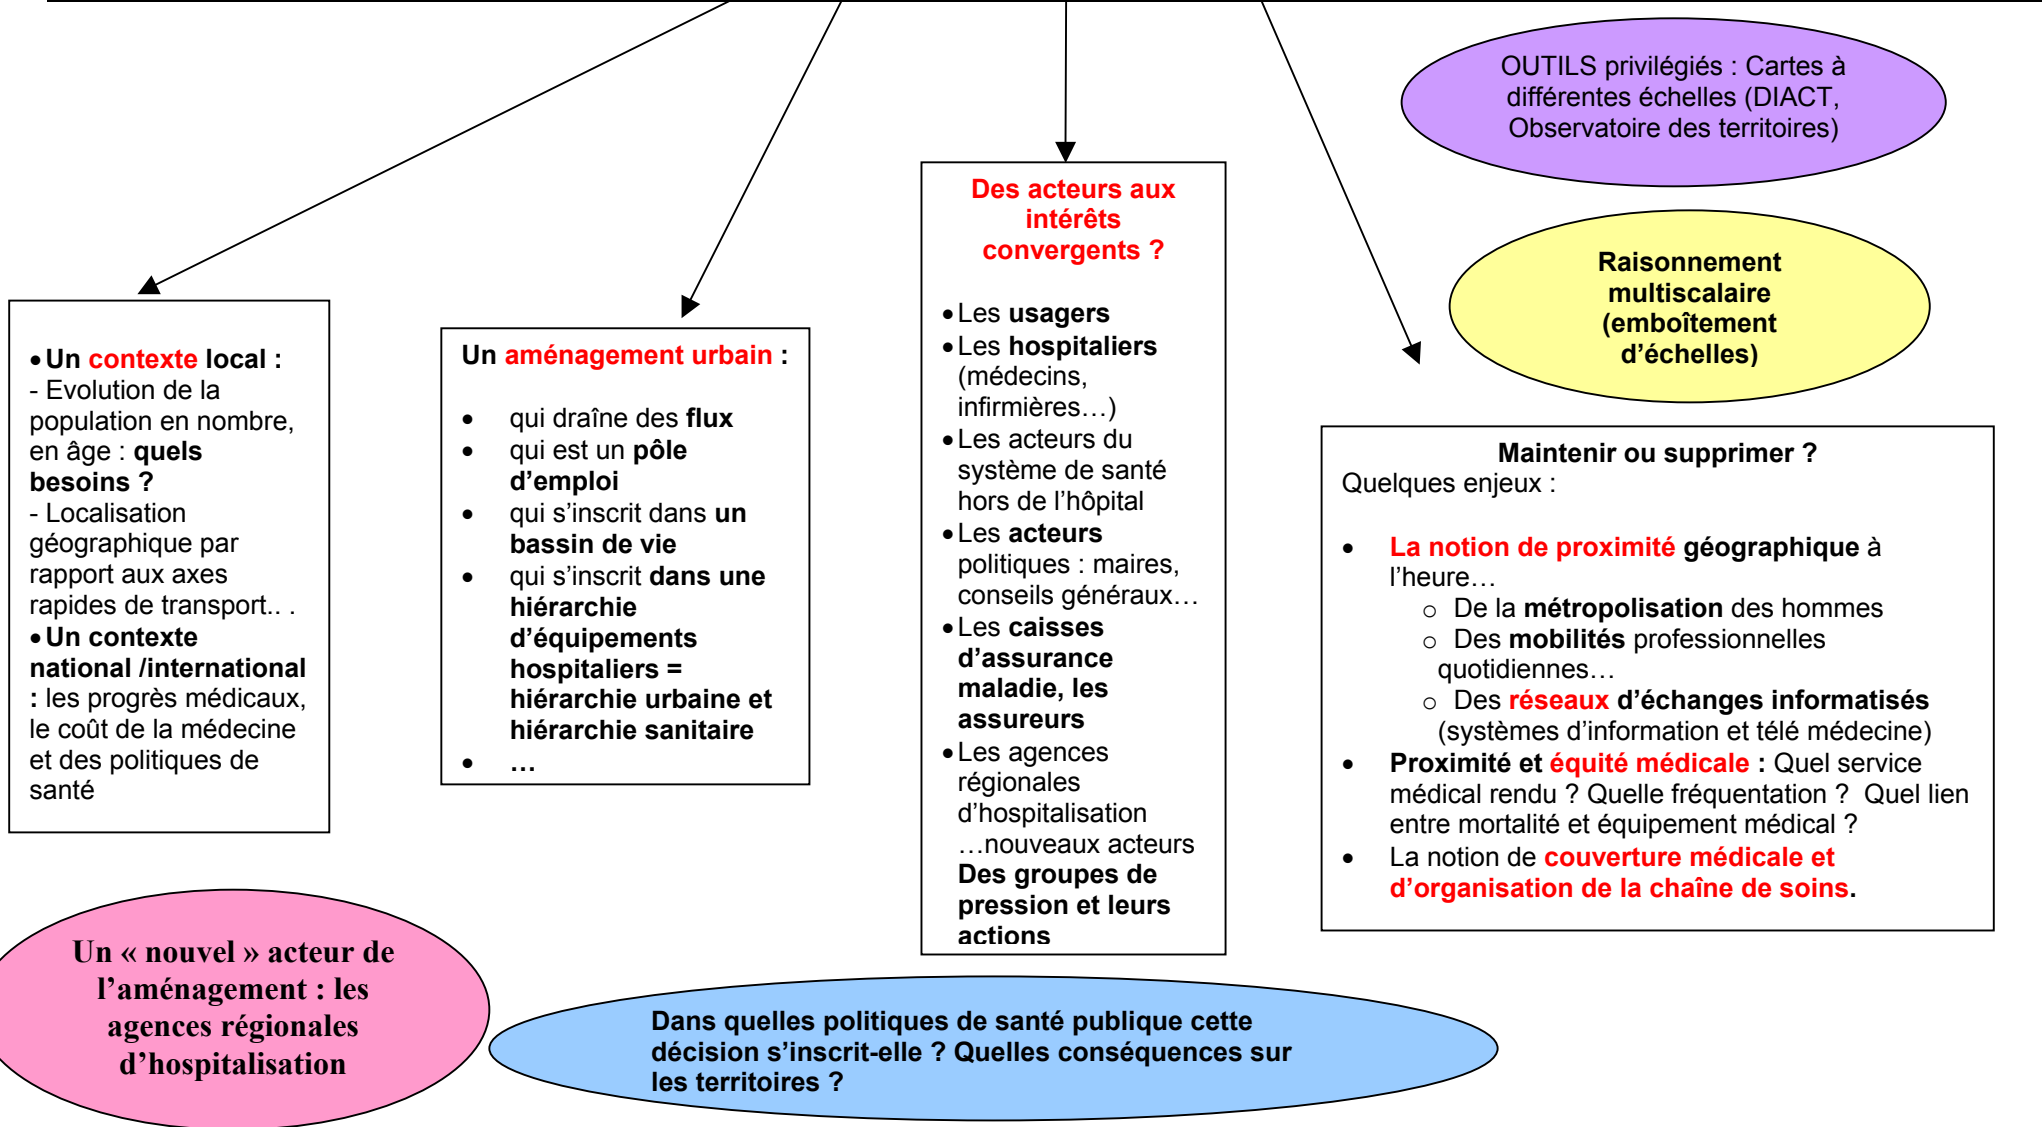 OUTILS privilégiés : Cartes à
différentes échelles (DIACT,
Observatoire des territoires)
Raisonnement
multiscalaire
(emboîtement
d’échelles)
•Un contexte local :
- Evolution de la
population en nombre,
en âge : quels
besoins ?
- Localisation
géographique par
rapport aux axes
rapides de transport.. .
•Un contexte
national /international
: les progrès médicaux,
le coût de la médecine
et des politiques de
santé
Un aménagement urbain :
• qui draîne des flux
• qui est un pôle
d’emploi
• qui s’inscrit dans un
bassin de vie
• qui s’inscrit dans une
hiérarchie
d’équipements
hospitaliers =
hiérarchie urbaine et
hiérarchie sanitaire
• …
Des acteurs aux
intérêts
convergents ?
•Les usagers
•Les hospitaliers
(médecins,
infirmières…)
•Les acteurs du
système de santé
hors de l’hôpital
•Les acteurs
politiques : maires,
conseils généraux…
•Les caisses
d’assurance
maladie, les
assureurs
•Les agences
régionales
d’hospitalisation
…nouveaux acteurs
Des groupes de
pression et leurs
actions
Maintenir ou supprimer ?
Quelques enjeux :
• La notion de proximité géographique à
l’heure…
o De la métropolisation des hommes
o Des mobilités professionnelles
quotidiennes…
o Des réseaux d’échanges informatisés
(systèmes d’information et télé médecine)
• Proximité et équité médicale : Quel service
médical rendu ? Quelle fréquentation ? Quel lien
entre mortalité et équipement médical ?
• La notion de couverture médicale et
d’organisation de la chaîne de soins.
Un « nouvel » acteur de
l’aménagement : les
agences régionales
d’hospitalisation
Dans quelles politiques de santé publique cette
décision s’inscrit-elle ? Quelles conséquences sur
les territoires ?